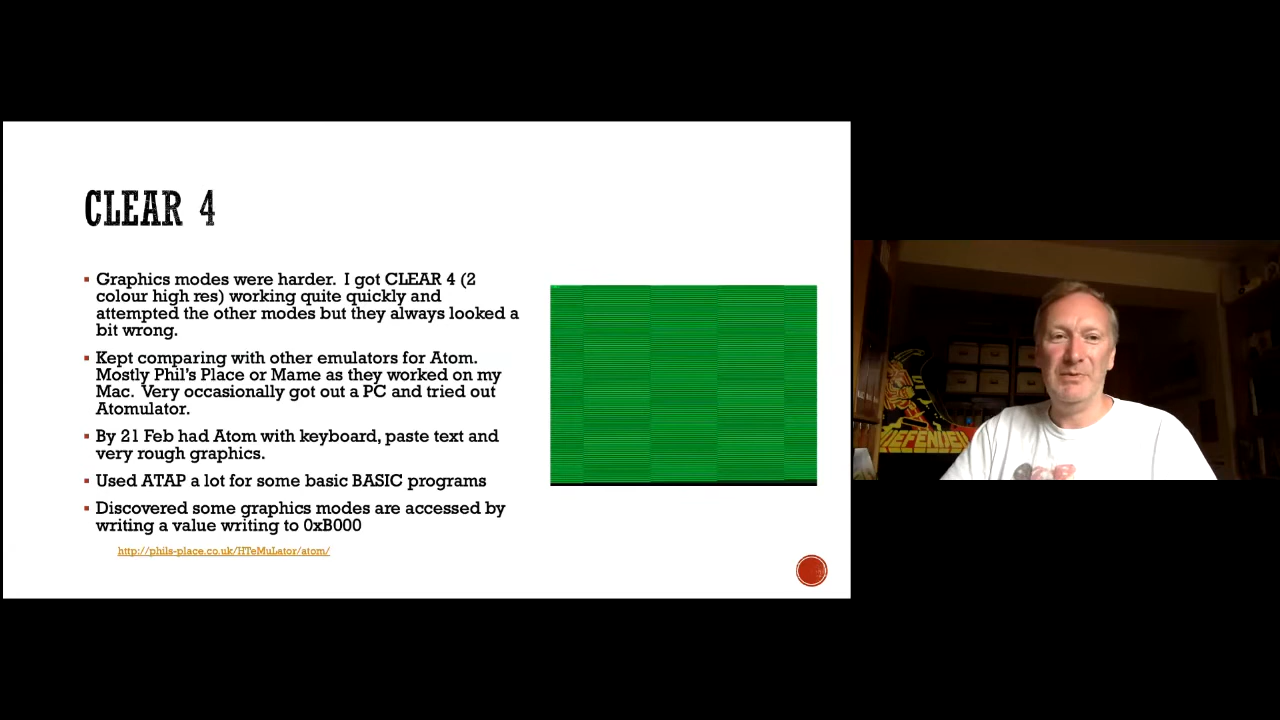 CLEAR 4
Graphics modes were harder. I got CLEAR 4 (2
colour high res) working quite quickly and
attempted the other modes but they always looked a
bit wrong.
Kept comparing with other emulators for Atom.
Mostly Phil's Place or Mame as they worked on my
Mac. Very occasionally got out a PC and tried out
Atomulator.
By 21 Feb had Atom with keyboard, paste text and
very rough graphics.
Used ATAP a lot for some basic BASIC programs
Discovered some graphics modes are accessed by
writing a value writing to 0xB000
http://phils-place.co.uk/HTeMuLator/atom/
DEFENDER